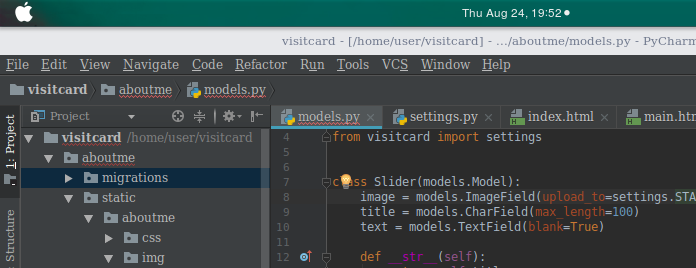 Thu Aug 24, 19:52
visitcard - [/home/user/visitcard] - .../aboutme/models.py - PyCharm
File Edit View Navigate Code Refactor Run Tools VCS Window Help
visitcard aboutme models.py
1: Project
Structure
Project
visitcard /home/user/visitcard
aboutme
migrations
static
aboutme
css
img
models.py settings.py index.html main.ht
4 from visitcard import settings
5
6
7 class Slider(models.Model):
8 image = models.ImageField(upload_to=settings.STA
9 title = models.CharField(max_length=100)
10 text = models.TextField(blank=True)
11
12 def __str__(self):